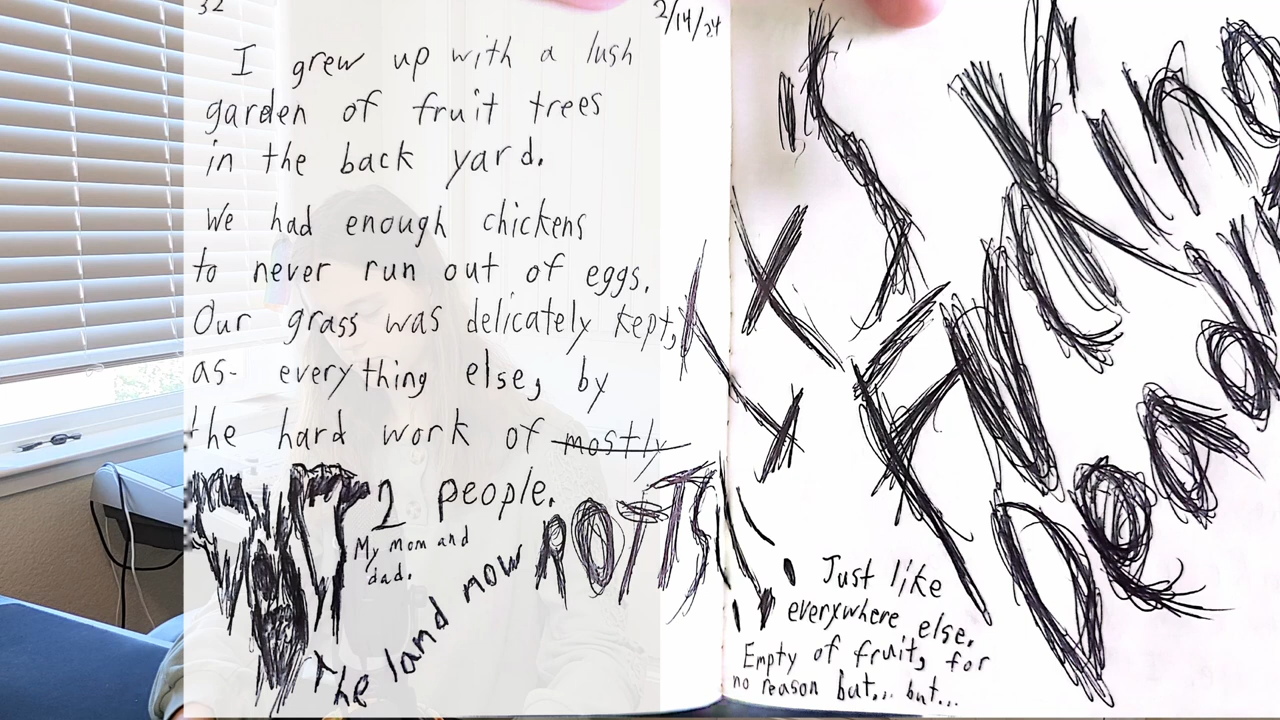 32
2/14/24
I grew up with a lush
garden of fruit trees
in the back yard.
We had enough chickens
to never run out of eggs.
Our grass was delicately kept,
as everything else, by
the hard work of mostly
2 people.
My mom and
dad.
The land now ROTTS
FUCKing
Dead
Just like
everywhere else.
Empty of fruit, for
no reason but... but...